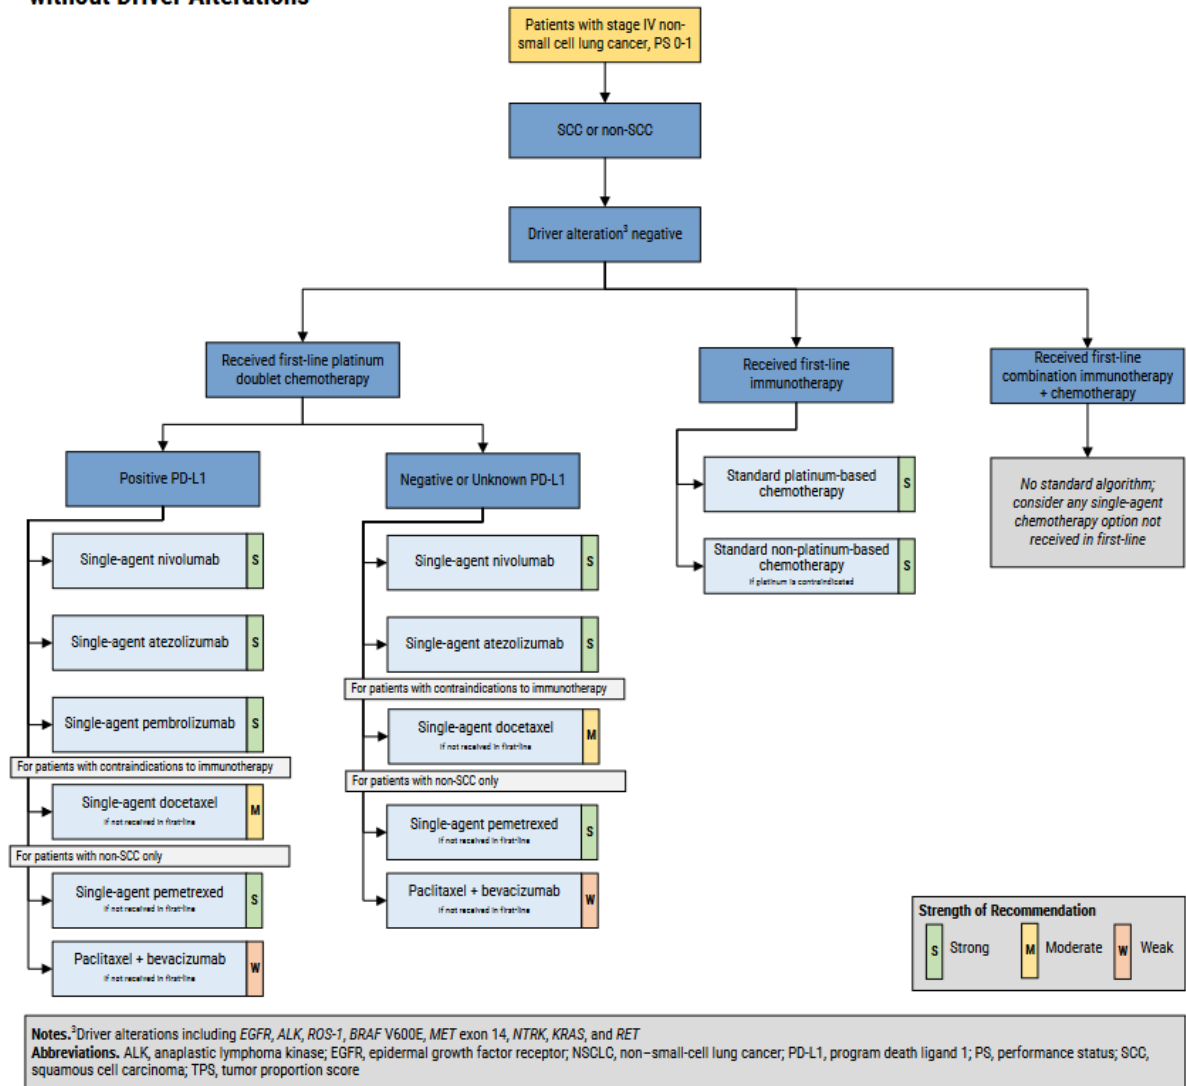 without Driver Alterations
Patients with stage IV non-
small cell lung cancer, PS 0-1
SCC or non-SCC
Driver alteration³ negative
Received first-line platinum
doublet chemotherapy
Received first-line
immunotherapy
Received first-line
combination immunotherapy
+ chemotherapy
Positive PD-L1
Single-agent nivolumab
S
Single-agent atezolizumab
S
Single-agent pembrolizumab
S
For patients with contraindications to immunotherapy
Single-agent docetaxel
if not received in first-line
M
For patients with non-SCC only
Single-agent pemetrexed
if not received in first-line
S
Paclitaxel + bevacizumab
if not received in first-line
W
Negative or Unknown PD-L1
Single-agent nivolumab
S
Single-agent atezolizumab
S
For patients with contraindications to immunotherapy
Single-agent docetaxel
if not received in first-line
M
For patients with non-SCC only
Single-agent pemetrexed
if not received in first-line
S
Paclitaxel + bevacizumab
if not received in first-line
W
Standard platinum-based
chemotherapy
S
Standard non-platinum-based
chemotherapy
if platinum is contraindicated
S
No standard algorithm;
consider any single-agent
chemotherapy option not
received in first-line
Strength of Recommendation
S Strong M Moderate W Weak
Notes.³Driver alterations including EGFR, ALK, ROS-1, BRAF V600E, MET exon 14, NTRK, KRAS, and RET
Abbreviations. ALK, anaplastic lymphoma kinase; EGFR, epidermal growth factor receptor; NSCLC, non–small-cell lung cancer; PD-L1, program death ligand 1; PS, performance status; SCC,
squamous cell carcinoma; TPS, tumor proportion score